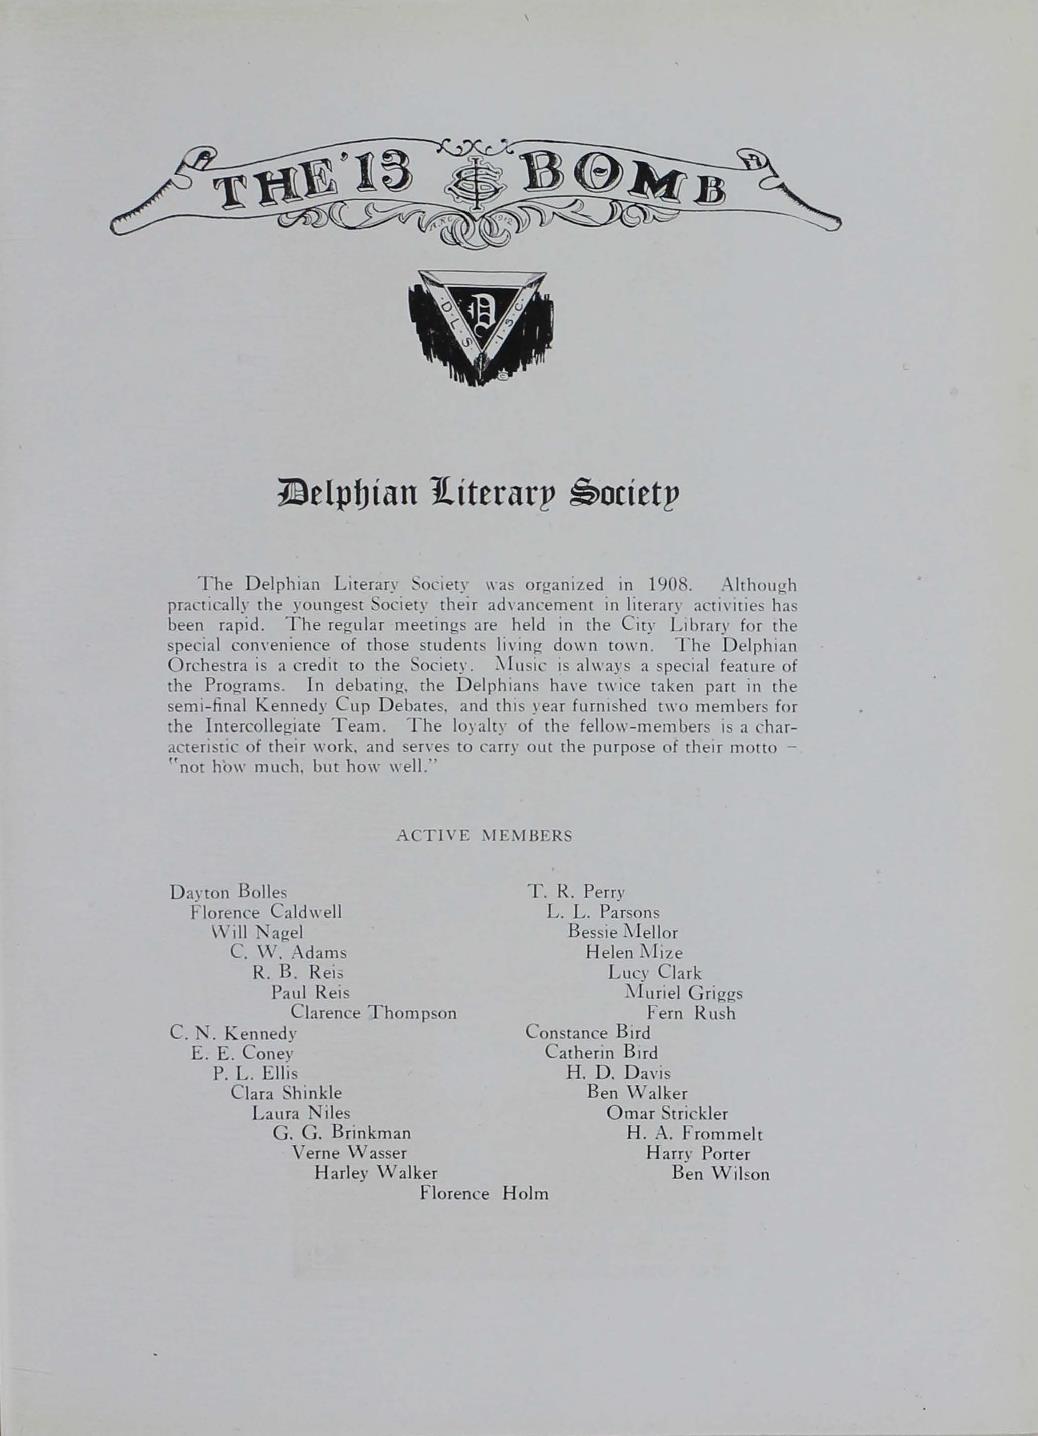 THE '13 BOMB
D
D. L. S. I. S. C.
Delphian Literary Society
The Delphian Literary Society was organized in 1908. Although
practically the youngest Society their advancement in literary activities has
been rapid. The regular meetings are held in the City Library for the
special convenience of those students living down town. The Delphian
Orchestra is a credit to the Society. Music is always a special feature of
the Programs. In debating, the Delphians have twice taken part in the
semi-final Kennedy Cup Debates, and this year furnished two members for
the Intercollegiate Team. The loyalty of the fellow-members is a char-
acteristic of their work, and serves to carry out the purpose of their motto –
"not how much, but how well."
ACTIVE MEMBERS
Dayton Bolles
Florence Caldwell
Will Nagel
C. W. Adams
R. B. Reis
Paul Reis
Clarence Thompson
C. N. Kennedy
E. E. Coney
P. L. Ellis
Clara Shinkle
Laura Niles
G. G. Brinkman
Verne Wasser
Harley Walker
T. R. Perry
L. L. Parsons
Bessie Mellor
Helen Mize
Lucy Clark
Muriel Griggs
Fern Rush
Constance Bird
Catherin Bird
H. D. Davis
Ben Walker
Omar Strickler
H. A. Frommelt
Harry Porter
Ben Wilson
Florence Holm